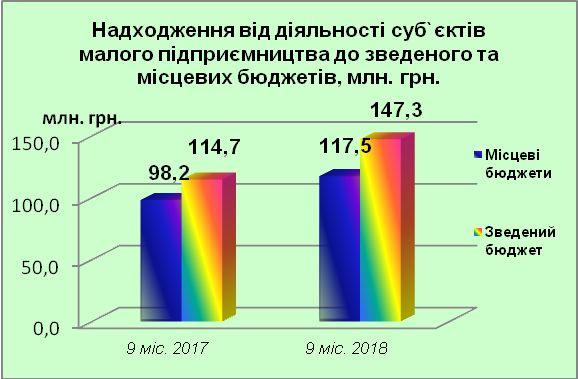 Надходження від діяльності суб`єктів
малого підприємництва до зведеного та
місцевих бюджетів, млн. грн.
млн. грн.
147,3
150,0
114,7
117,5
98,2
100,0
50,0
0,0
Місцеві
бюджети
Зведений
бюджет
9 міс. 2017
9 міс. 2018